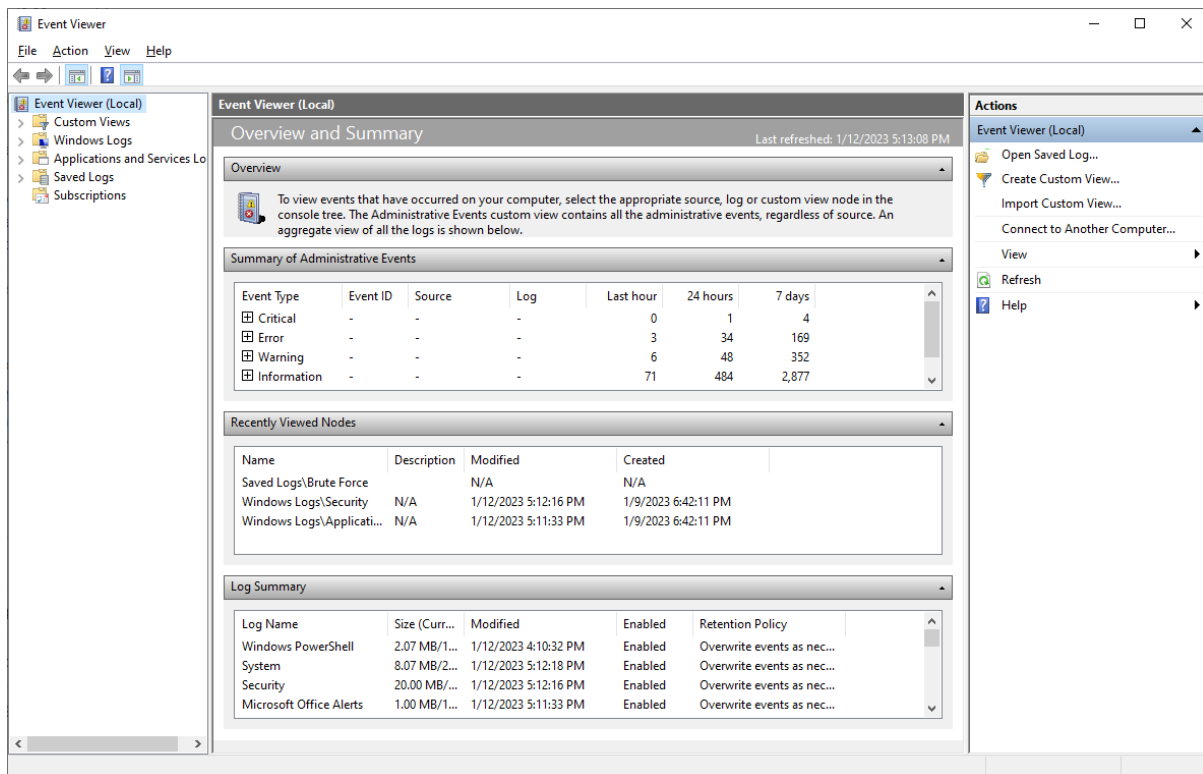 Event Viewer
File Action View Help
Event Viewer (Local)
Custom Views
Windows Logs
Applications and Services Lo
Saved Logs
Subscriptions
Event Viewer (Local)
Overview and Summary Last refreshed: 1/12/2023 5:13:08 PM
Overview
To view events that have occurred on your computer, select the appropriate source, log or custom view node in the
console tree. The Administrative Events custom view contains all the administrative events, regardless of source. An
aggregate view of all the logs is shown below.
Summary of Administrative Events
Event Type Event ID Source Log Last hour 24 hours 7 days
Critical - - - 0 1 4
Error - - - 3 34 169
Warning - - - 6 48 352
Information - - - 71 484 2,877
Recently Viewed Nodes
Name Description Modified Created
Saved Logs\Brute Force N/A N/A
Windows Logs\Security N/A 1/12/2023 5:12:16 PM 1/9/2023 6:42:11 PM
Windows Logs\Applicati... N/A 1/12/2023 5:11:33 PM 1/9/2023 6:42:11 PM
Log Summary
Log Name Size (Curr... Modified Enabled Retention Policy
Windows PowerShell 2.07 MB/1... 1/12/2023 4:10:32 PM Enabled Overwrite events as nec...
System 8.07 MB/2... 1/12/2023 5:12:18 PM Enabled Overwrite events as nec...
Security 20.00 MB/... 1/12/2023 5:12:16 PM Enabled Overwrite events as nec...
Microsoft Office Alerts 1.00 MB/1... 1/12/2023 5:11:33 PM Enabled Overwrite events as nec...
Actions
Event Viewer (Local)
Open Saved Log...
Create Custom View...
Import Custom View...
Connect to Another Computer...
View
Refresh
Help